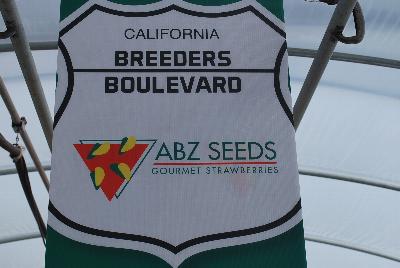 CALIFORNIA
BREEDERS
BOULEVARD
ABZ SEEDS
GOURMET STRAWBERRIES